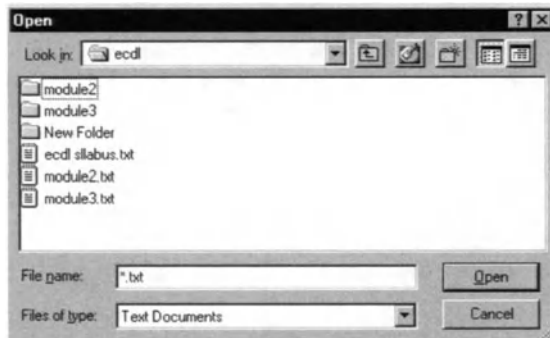 Open
Look in: ecdl
module2
module3
New Folder
ecdl sllabus.txt
module2.txt
module3.txt
File name: *.txt Open
Files of type: Text Documents Cancel